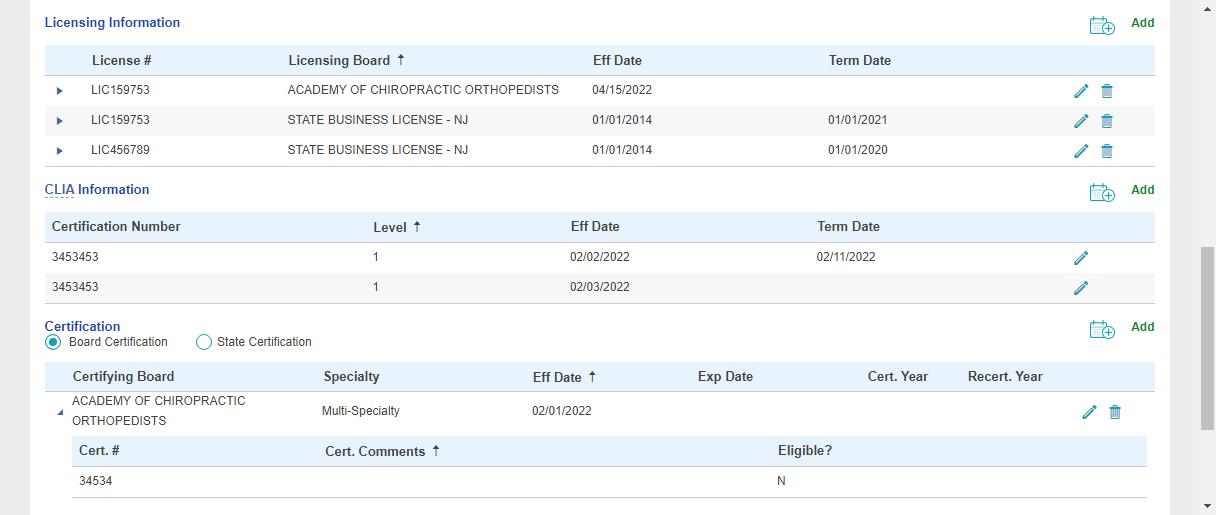 Licensing Information Add
License # Licensing Board ↑ Eff Date Term Date
LIC159753 ACADEMY OF CHIROPRACTIC ORTHOPEDISTS 04/15/2022
LIC159753 STATE BUSINESS LICENSE - NJ 01/01/2014 01/01/2021
LIC456789 STATE BUSINESS LICENSE - NJ 01/01/2014 01/01/2020
CLIA Information Add
Certification Number Level ↑ Eff Date Term Date
3453453 1 02/02/2022 02/11/2022
3453453 1 02/03/2022
Certification Add
Board Certification State Certification
Certifying Board Specialty Eff Date ↑ Exp Date Cert. Year Recert. Year
ACADEMY OF CHIROPRACTIC
ORTHOPEDISTS Multi-Specialty 02/01/2022
Cert. # Cert. Comments ↑ Eligible?
34534 N